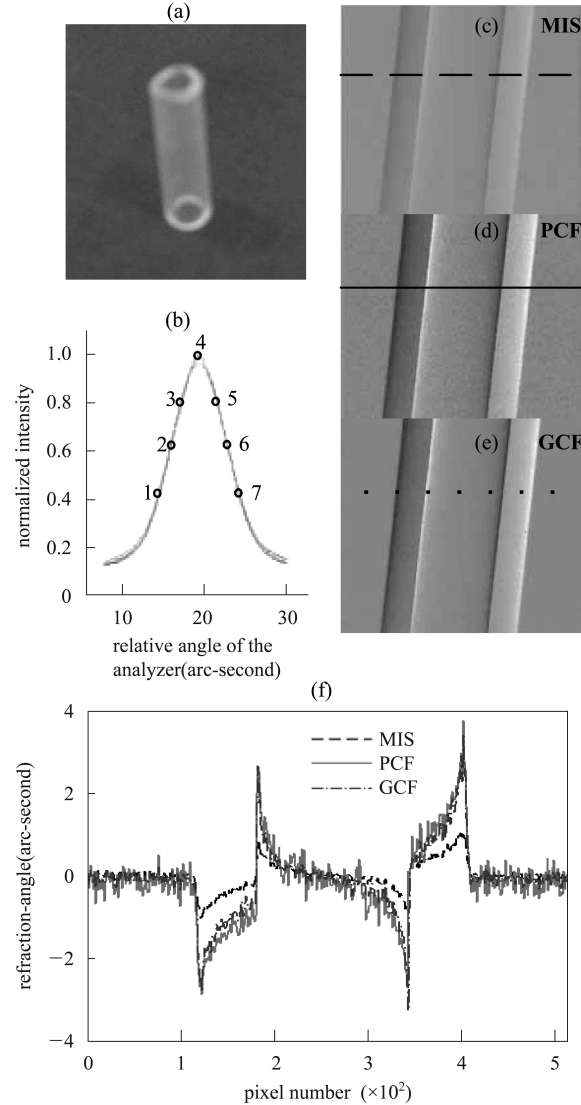 (a)
(c) MIS
(d) PCF
(b)
normalized intensity
1.0
0.8
0.6
0.4
0.2
0
4
3
5
2
6
1
7
10 20 30
relative angle of the
analyzer(arc-second)
(e) GCF
(f)
refraction-angle(arc-second)
4
2
0
−2
−4
MIS
PCF
GCF
0 1 2 3 4 5
pixel number (×10²)